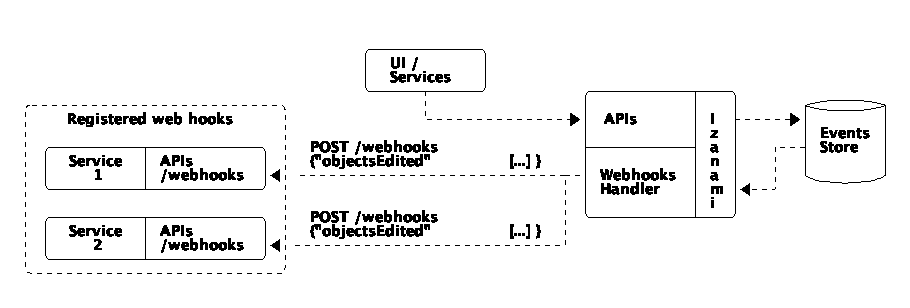 UI /
Services
Registered web hooks
APIs
I
z
a
n
a
m
i
Events
Store
POST /webhooks
{"objectsEdited" [...] }
Service
1
APIs
/webhooks
Webhooks
Handler
POST /webhooks
{"objectsEdited" [...] }
Service
2
APIs
/webhooks